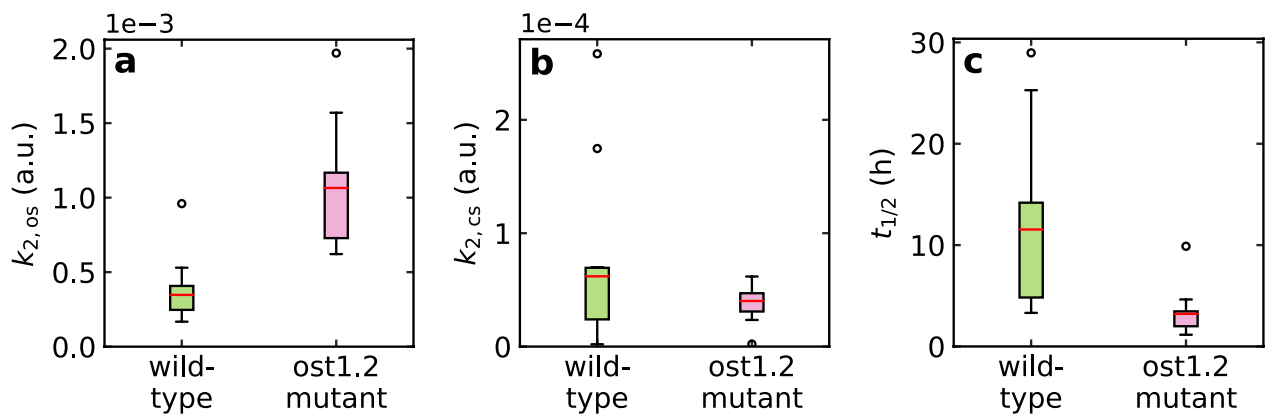 1e−3
a
2.0
1.5
1.0
0.5
0.0
k2, os (a.u.)
wild-
type
ost1.2
mutant
1e−4
b
2
1
0
k2, cs (a.u.)
wild-
type
ost1.2
mutant
c
30
20
10
0
t1/2 (h)
wild-
type
ost1.2
mutant